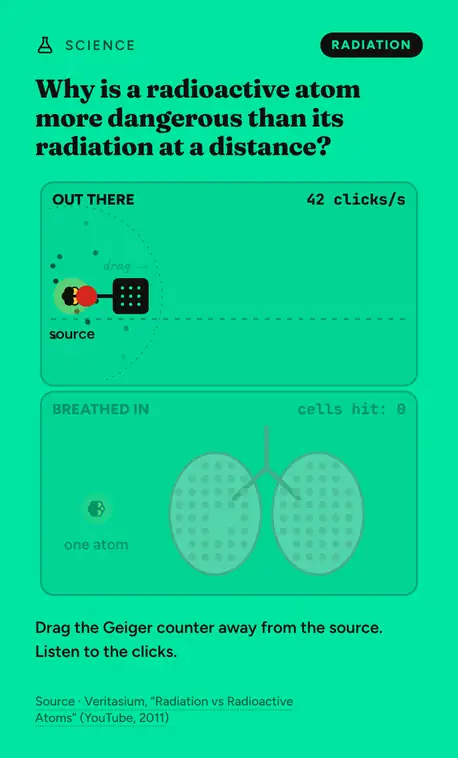 SCIENCE
RADIATION
Why is a radioactive atom
more dangerous than its
radiation at a distance?
OUT THERE
42 clicks/s
drag
source
BREATHED IN
cells hit: 0
one atom
Drag the Geiger counter away from the source.
Listen to the clicks.
Source · Veritasium, “Radiation vs Radioactive
Atoms” (YouTube, 2011)